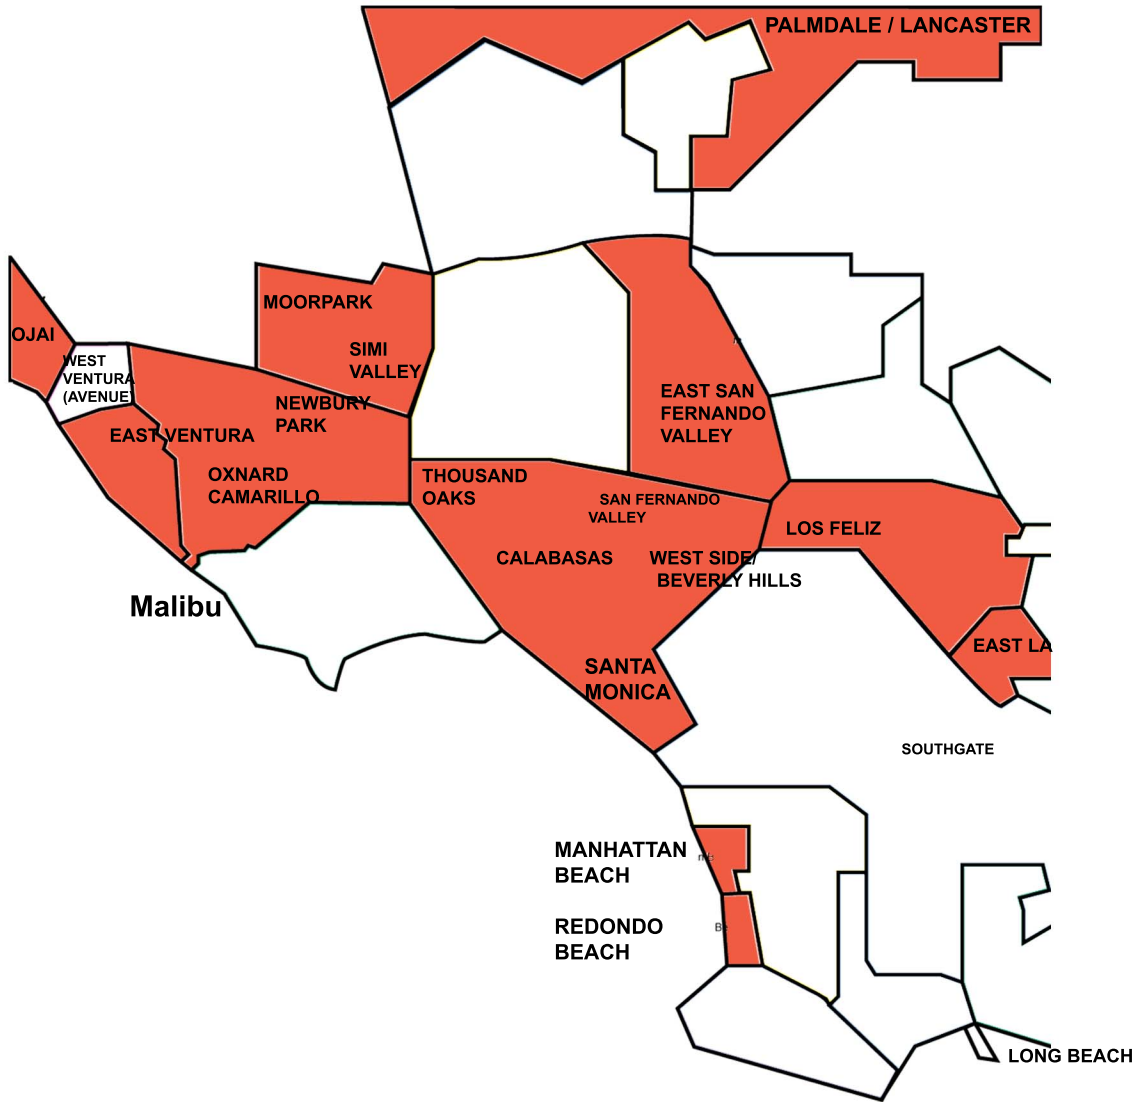 PALMDALE / LANCASTER
MOORPARK
OJAI
SIMI
VALLEY
WEST
VENTURA
(AVENUE)
NEWBURY
PARK
EAST SAN
FERNANDO
VALLEY
EAST VENTURA
OXNARD
CAMARILLO
THOUSAND
OAKS
SAN FERNANDO
VALLEY
LOS FELIZ
CALABASAS
WEST SIDE/
BEVERLY HILLS
Malibu
EAST LA
SANTA
MONICA
SOUTHGATE
MANHATTAN
BEACH
REDONDO
BEACH
LONG BEACH